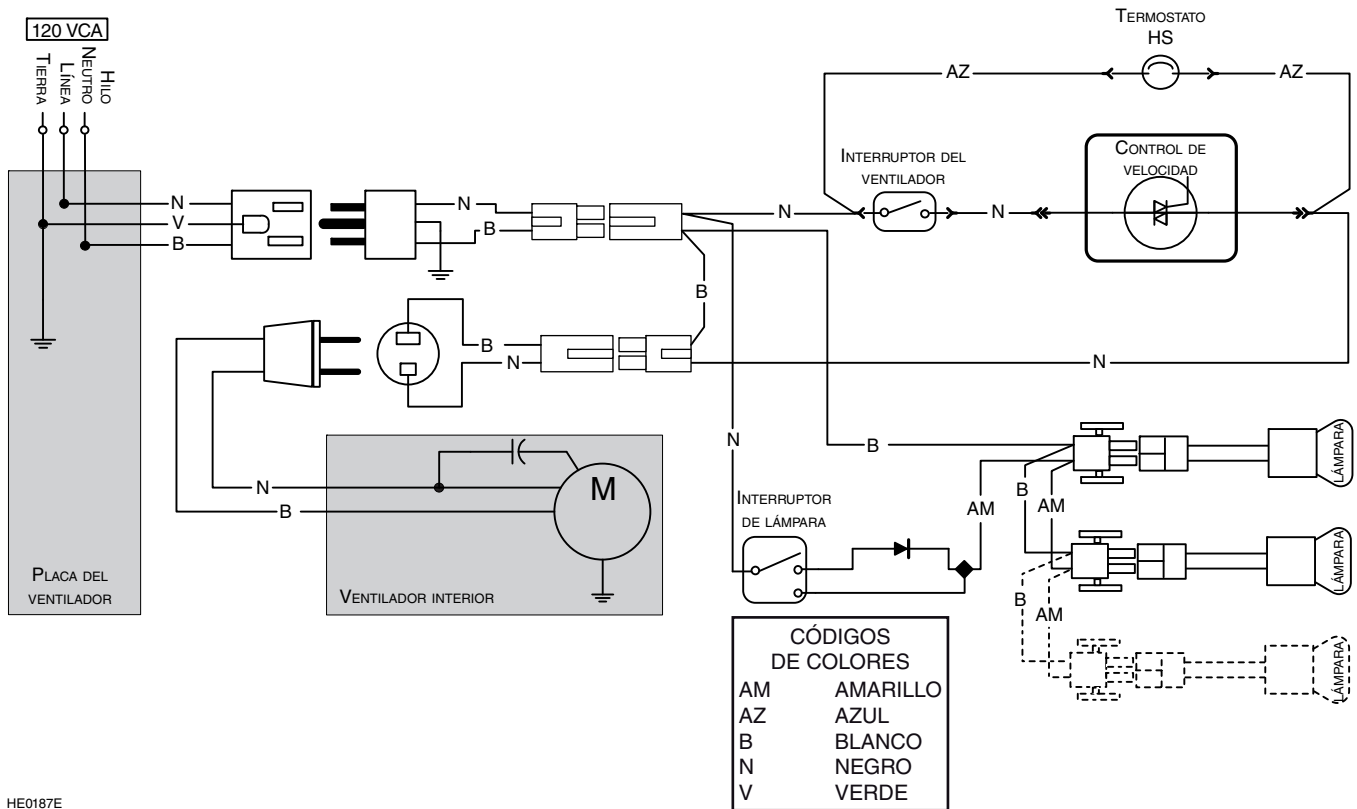 120 VCA
TIERRA
LÍNEA
HILO
NEUTRO
N
V
B
N
B
B
B
N
N
B
PLACA DEL
VENTILADOR
VENTILADOR INTERIOR
M
TERMOSTATO
HS
AZ
AZ
INTERRUPTOR DEL
VENTILADOR
CONTROL DE
VELOCIDAD
N
N
N
N
B
INTERRUPTOR
DE LÁMPARA
AM
B
AM
B
AM
LÁMPARA
LÁMPARA
LÁMPARA
CÓDIGOS
DE COLORES
AM AMARILLO
AZ AZUL
B BLANCO
N NEGRO
V VERDE
HE0187E